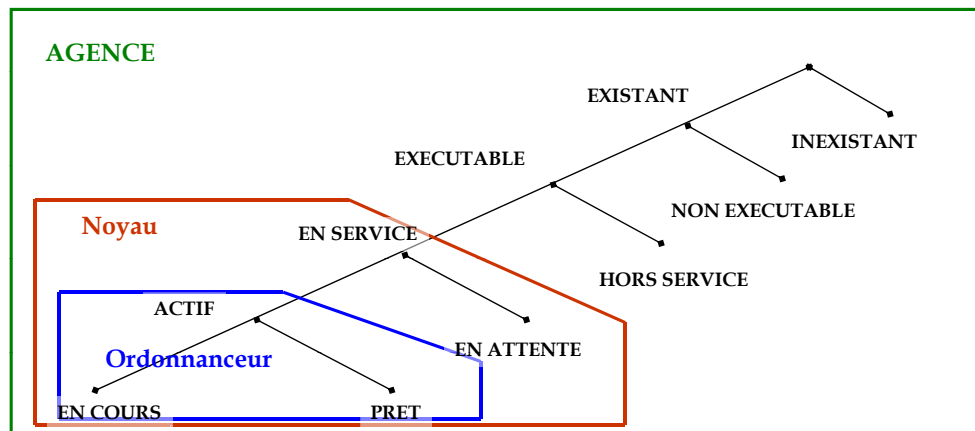 AGENCE
EXISTANT
INEXISTANT
EXECUTABLE
NON EXECUTABLE
Noyau
EN SERVICE
HORS SERVICE
ACTIF
EN ATTENTE
Ordonnanceur
EN COURS
PRET